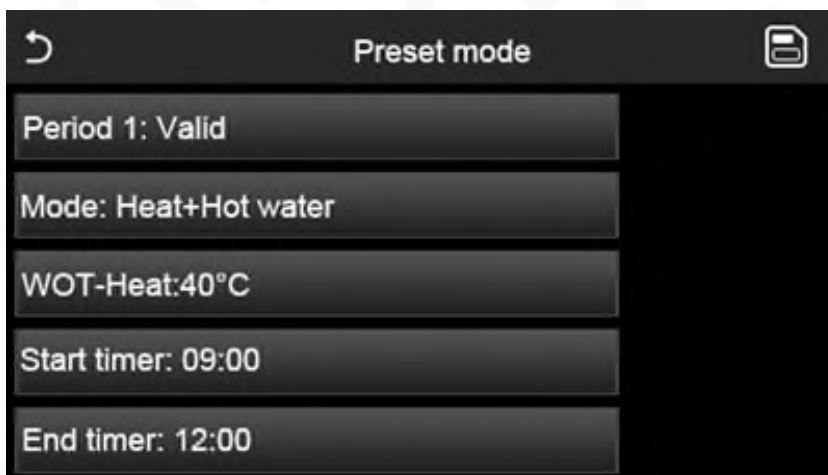 Preset mode
Period 1: Valid
Mode: Heat+Hot water
WOT-Heat:40°C
Start timer: 09:00
End timer: 12:00